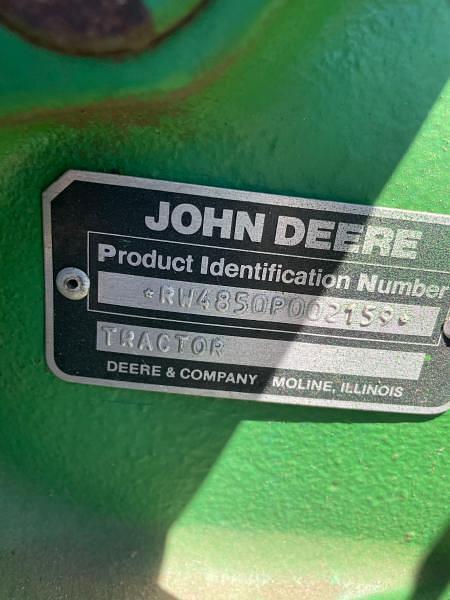 JOHN DEERE
Product Identification Number
*RW4850P002159*
TRACTOR
DEERE & COMPANY MOLINE, ILLINOIS